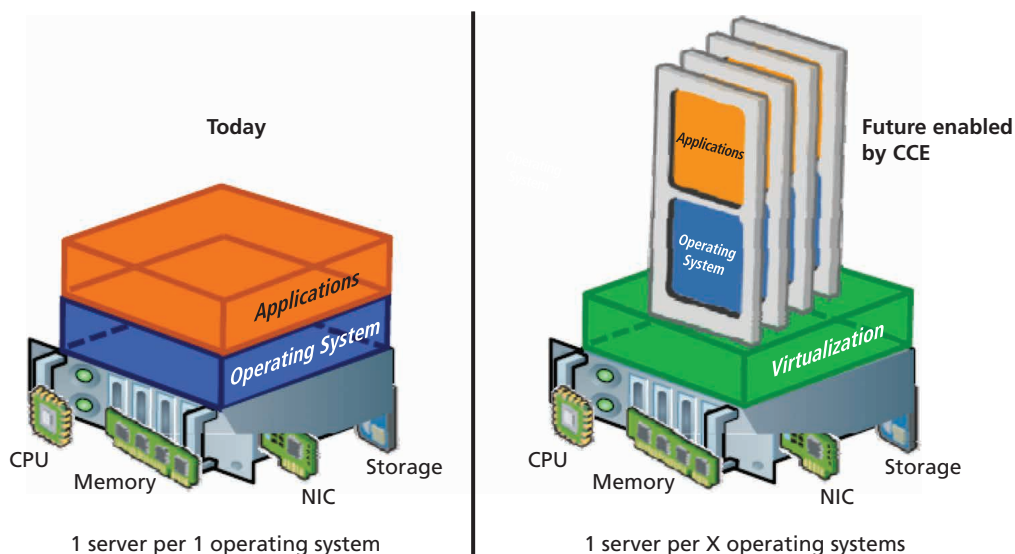 Today
Applications
Operating System
CPU
Memory
NIC
Storage
1 server per 1 operating system
Future enabled
by CCE
Applications
Operating
System
Virtualization
CPU
Memory
NIC
Storage
1 server per X operating systems